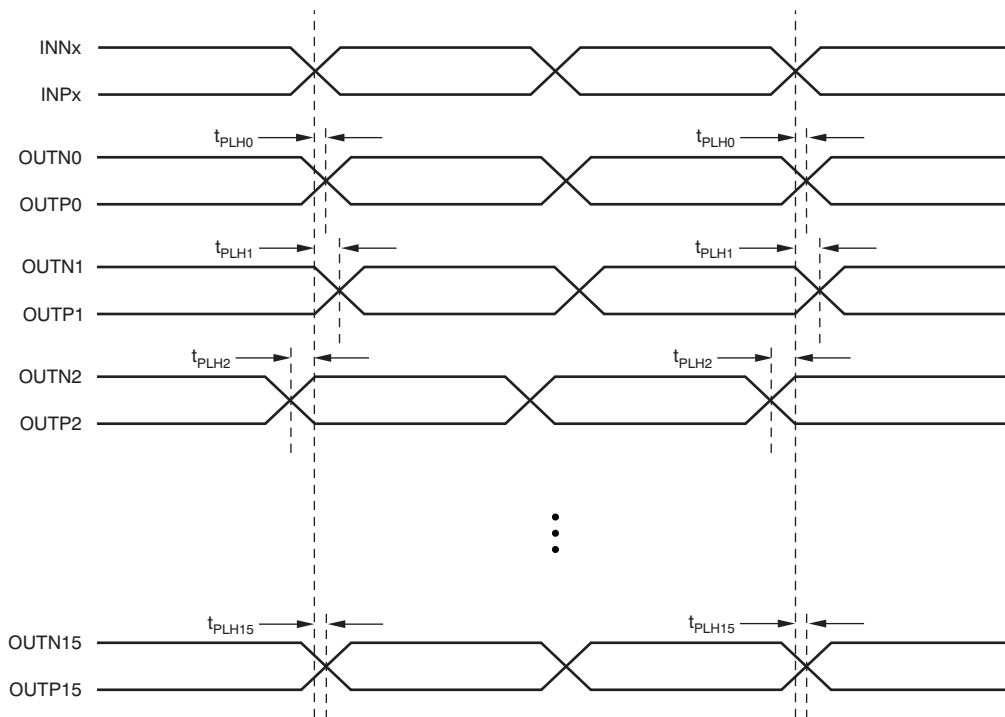 INNx
INPx
tPLH0 tPLH0
OUTN0
OUTP0
tPLH1 tPLH1
OUTN1
OUTP1
tPLH2 tPLH2
OUTN2
OUTP2
tPLH15 tPLH15
OUTN15
OUTP15